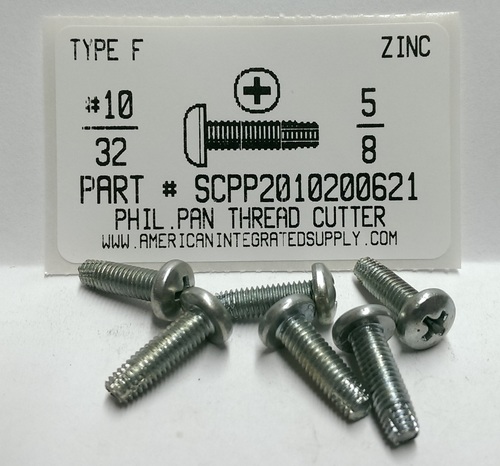 TYPE F ZINC
#10 5
32 8
PART # SCPP2010200621
PHIL.PAN THREAD CUTTER
WWW.AMERICANINTEGRATEDSUPPLY.COM